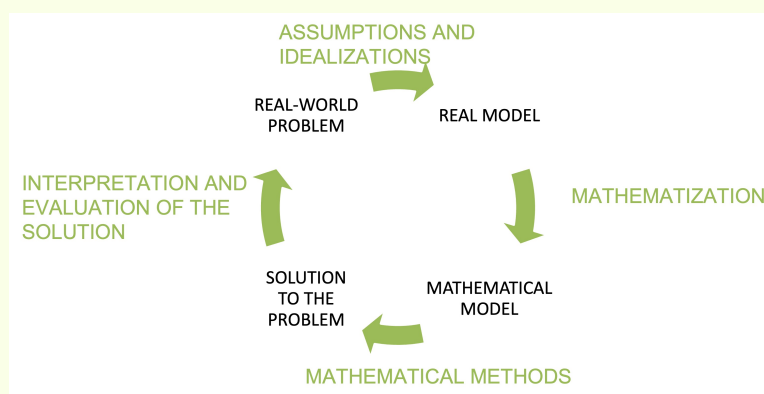 ASSUMPTIONS AND
IDEALIZATIONS
REAL-WORLD
PROBLEM
REAL MODEL
INTERPRETATION AND
EVALUATION OF THE
SOLUTION
MATHEMATIZATION
SOLUTION
TO THE
PROBLEM
MATHEMATICAL
MODEL
MATHEMATICAL METHODS